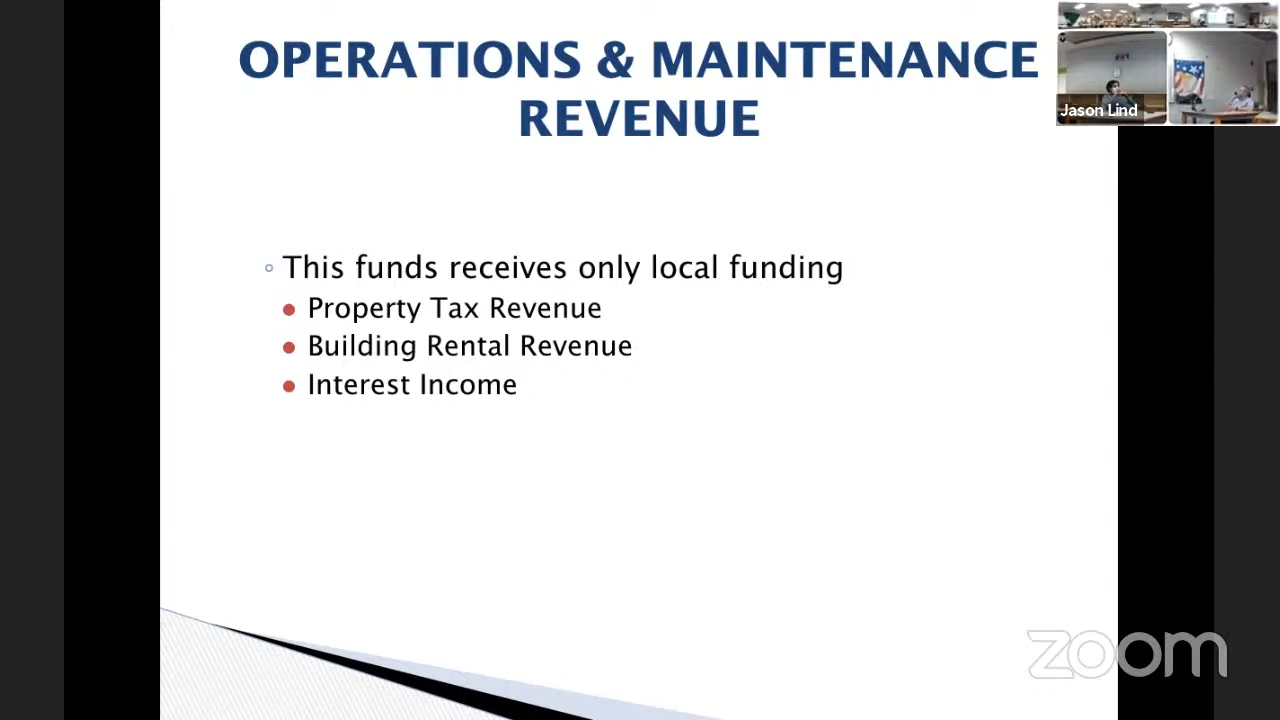 OPERATIONS & MAINTENANCE
REVENUE
Jason Lind
This funds receives only local funding
Property Tax Revenue
Building Rental Revenue
Interest Income
zoom